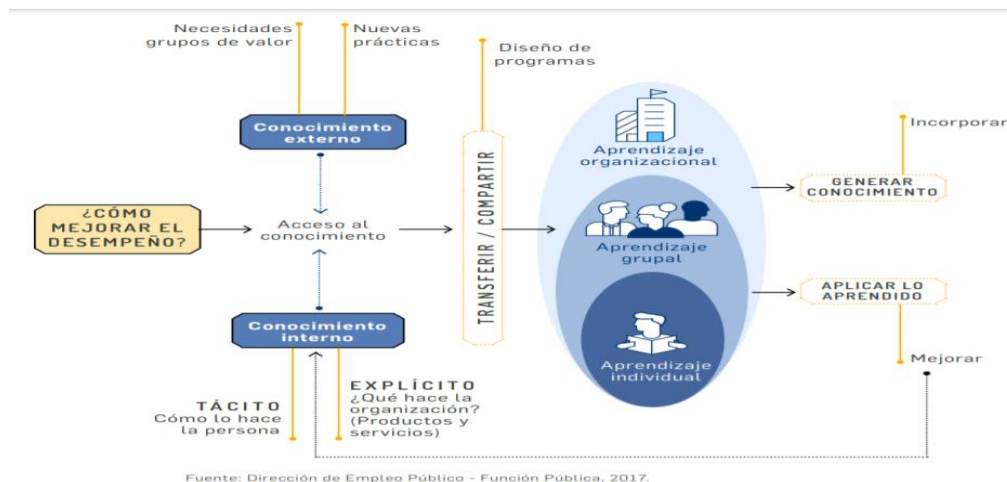 Necesidades
grupos de valor
Nuevas
prácticas
Diseño de
programas
Conocimiento
externo
Aprendizaje
organizacional
Incorporar
GENERAR
CONOCIMIENTO
¿CÓMO
MEJORAR EL
DESEMPEÑO?
Acceso al
conocimiento
TRANSFERIR / COMPARTIR
Aprendizaje
grupal
APLICAR LO
APRENDIDO
Conocimiento
interno
Aprendizaje
individual
Mejorar
TÁCITO
Cómo lo hace
la persona
EXPLÍCITO
¿Qué hace la
organización?
(Productos y
servicios)
Fuente: Dirección de Empleo Público - Función Pública, 2017.